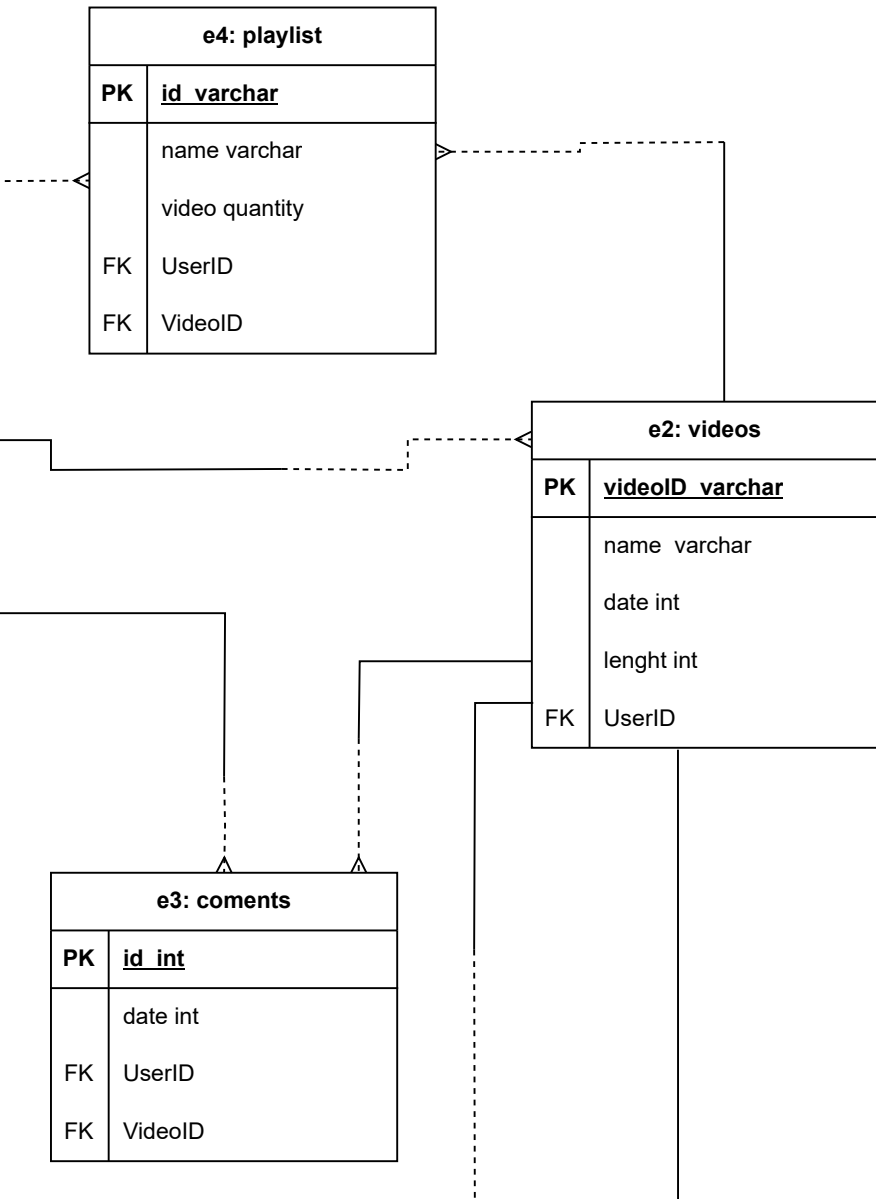 e4: playlist
PK id varchar
name varchar
video quantity
FK UserID
FK VideoID
e2: videos
PK videoID varchar
name varchar
date int
lenght int
FK UserID
e3: coments
PK id int
date int
FK UserID
FK VideoID